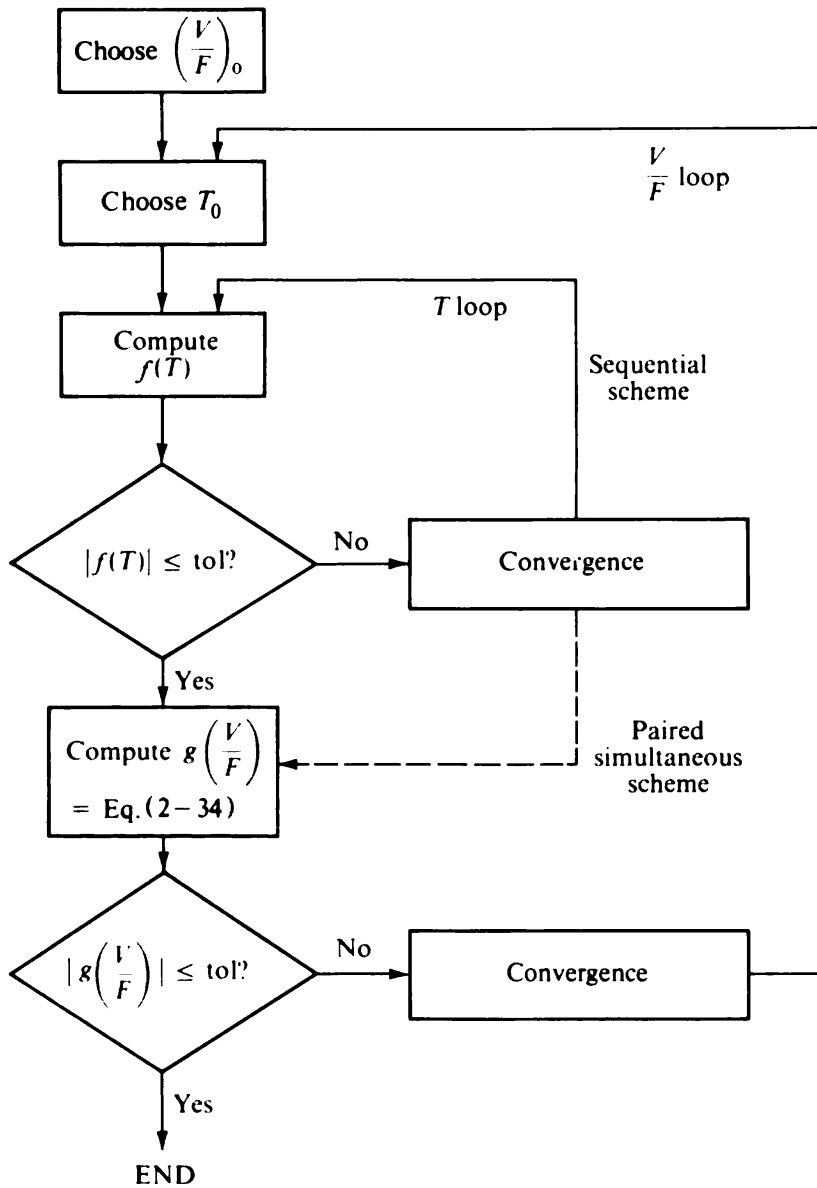 Choose (V/F)₀
V/F loop
Choose T₀
T loop
Compute
f(T)
Sequential
scheme
|f(T)| ≤ tol?
No
Convergence
Yes
Compute g(V/F)
= Eq.(2−34)
Paired
simultaneous
scheme
|g(V/F)| ≤ tol?
No
Convergence
Yes
END